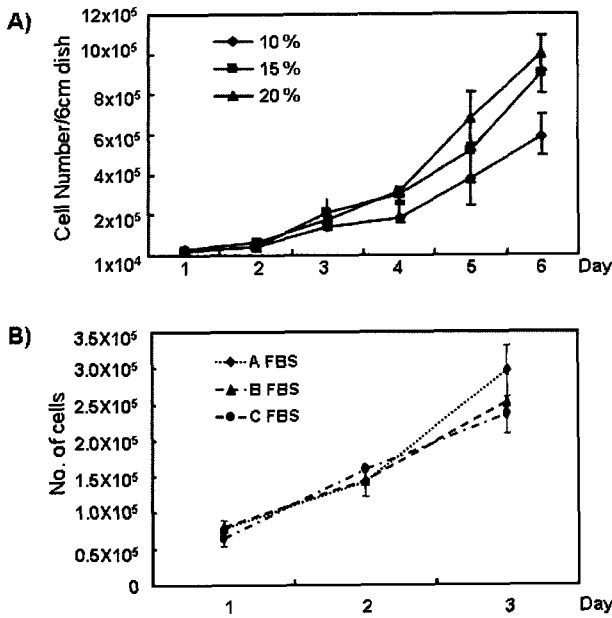 A)
Cell Number/6cm dish
12x10⁵
10x10⁵
8x10⁵
6x10⁵
4x10⁵
2x10⁵
1x10⁴
10 %
15 %
20 %
1 2 3 4 5 6 Day
B)
No. of cells
3.5X10⁵
3.0X10⁵
2.5X10⁵
2.0X10⁵
1.5X10⁵
1.0X10⁵
0.5X10⁵
0
A FBS
B FBS
C FBS
1 2 3 Day